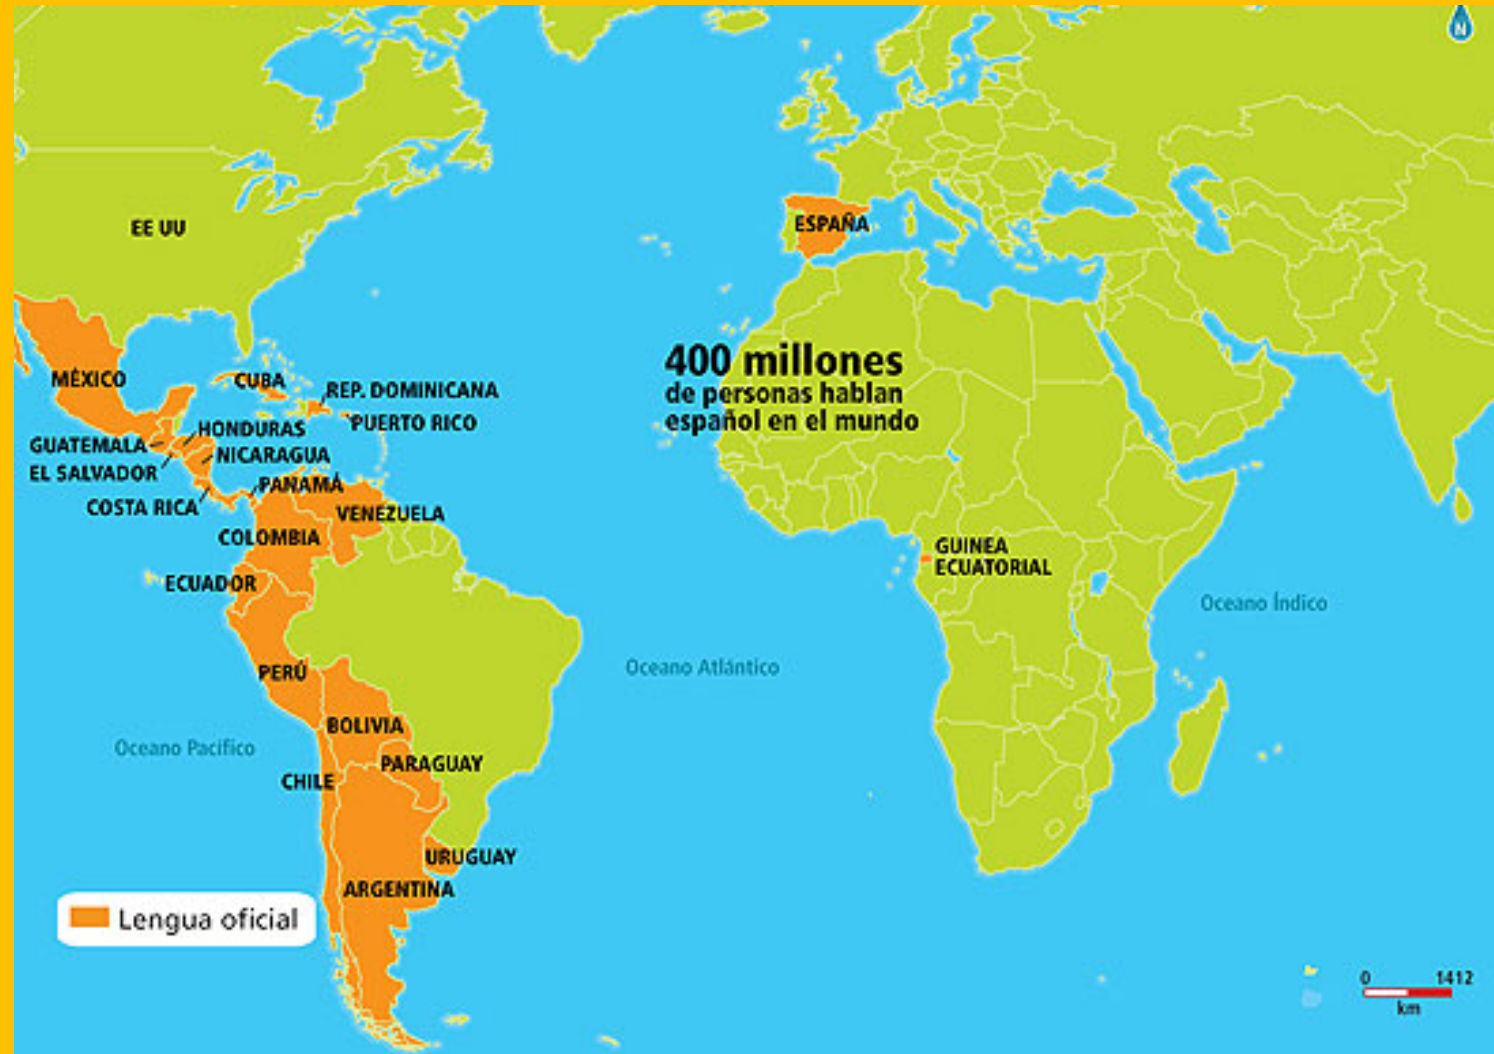 N
EE UU
ESPAÑA
400 millones
de personas hablan
español en el mundo
MÉXICO
CUBA
REP. DOMINICANA
PUERTO RICO
HONDURAS
GUATEMALA
NICARAGUA
EL SALVADOR
PANAMÁ
COSTA RICA
VENEZUELA
COLOMBIA
GUINEA
ECUATORIAL
ECUADOR
Oceano Índico
Oceano Atlántico
PERÚ
BOLIVIA
Oceano Pacífico
PARAGUAY
CHILE
URUGUAY
ARGENTINA
Lengua oficial
0 1412
km